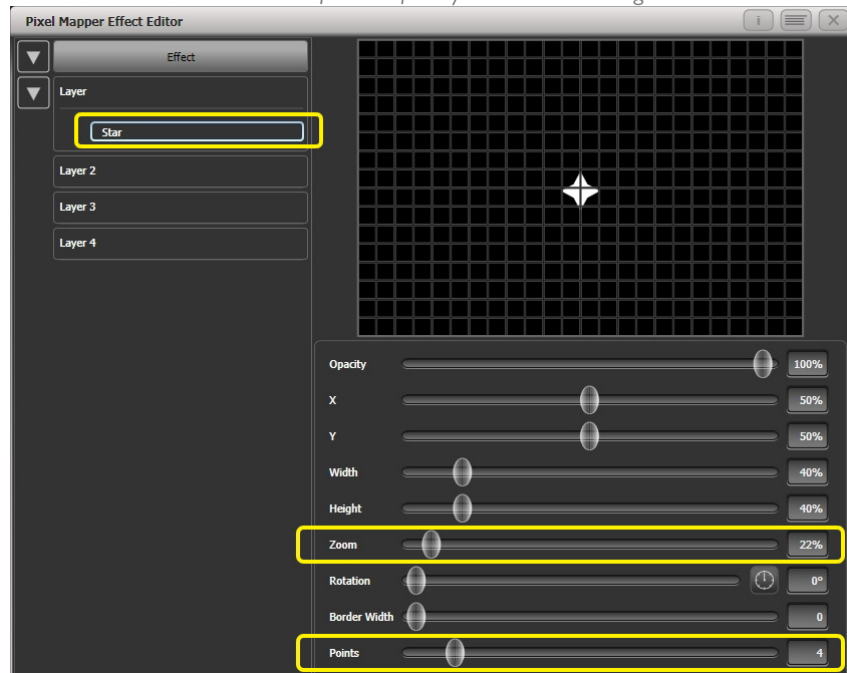 Pixel Mapper Effect Editor
Effect
Layer
Star
Layer 2
Layer 3
Layer 4
Opacity 100%
X 50%
Y 50%
Width 40%
Height 40%
Zoom 22%
Rotation 0°
Border Width 0
Points 4